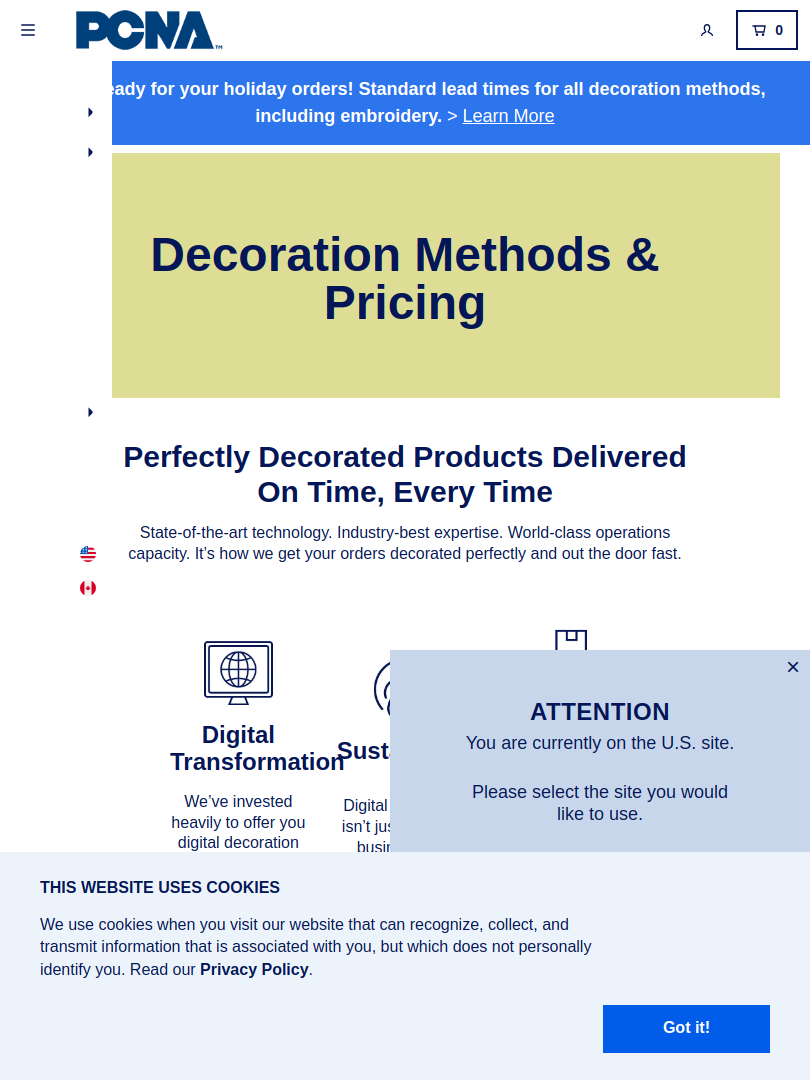 PCNA™
0
eady for your holiday orders! Standard lead times for all decoration methods,
including embroidery. > Learn More
Decoration Methods &
Pricing
Perfectly Decorated Products Delivered
On Time, Every Time
State-of-the-art technology. Industry-best expertise. World-class operations
capacity. It’s how we get your orders decorated perfectly and out the door fast.
Digital
Transformation
We’ve invested
heavily to offer you
digital decoration
Digital
isn’t
ATTENTION
You are currently on the U.S. site.
Please select the site you would
like to use.
THIS WEBSITE USES COOKIES
We use cookies when you visit our website that can recognize, collect, and
transmit information that is associated with you, but which does not personally
identify you. Read our Privacy Policy.
Got it!